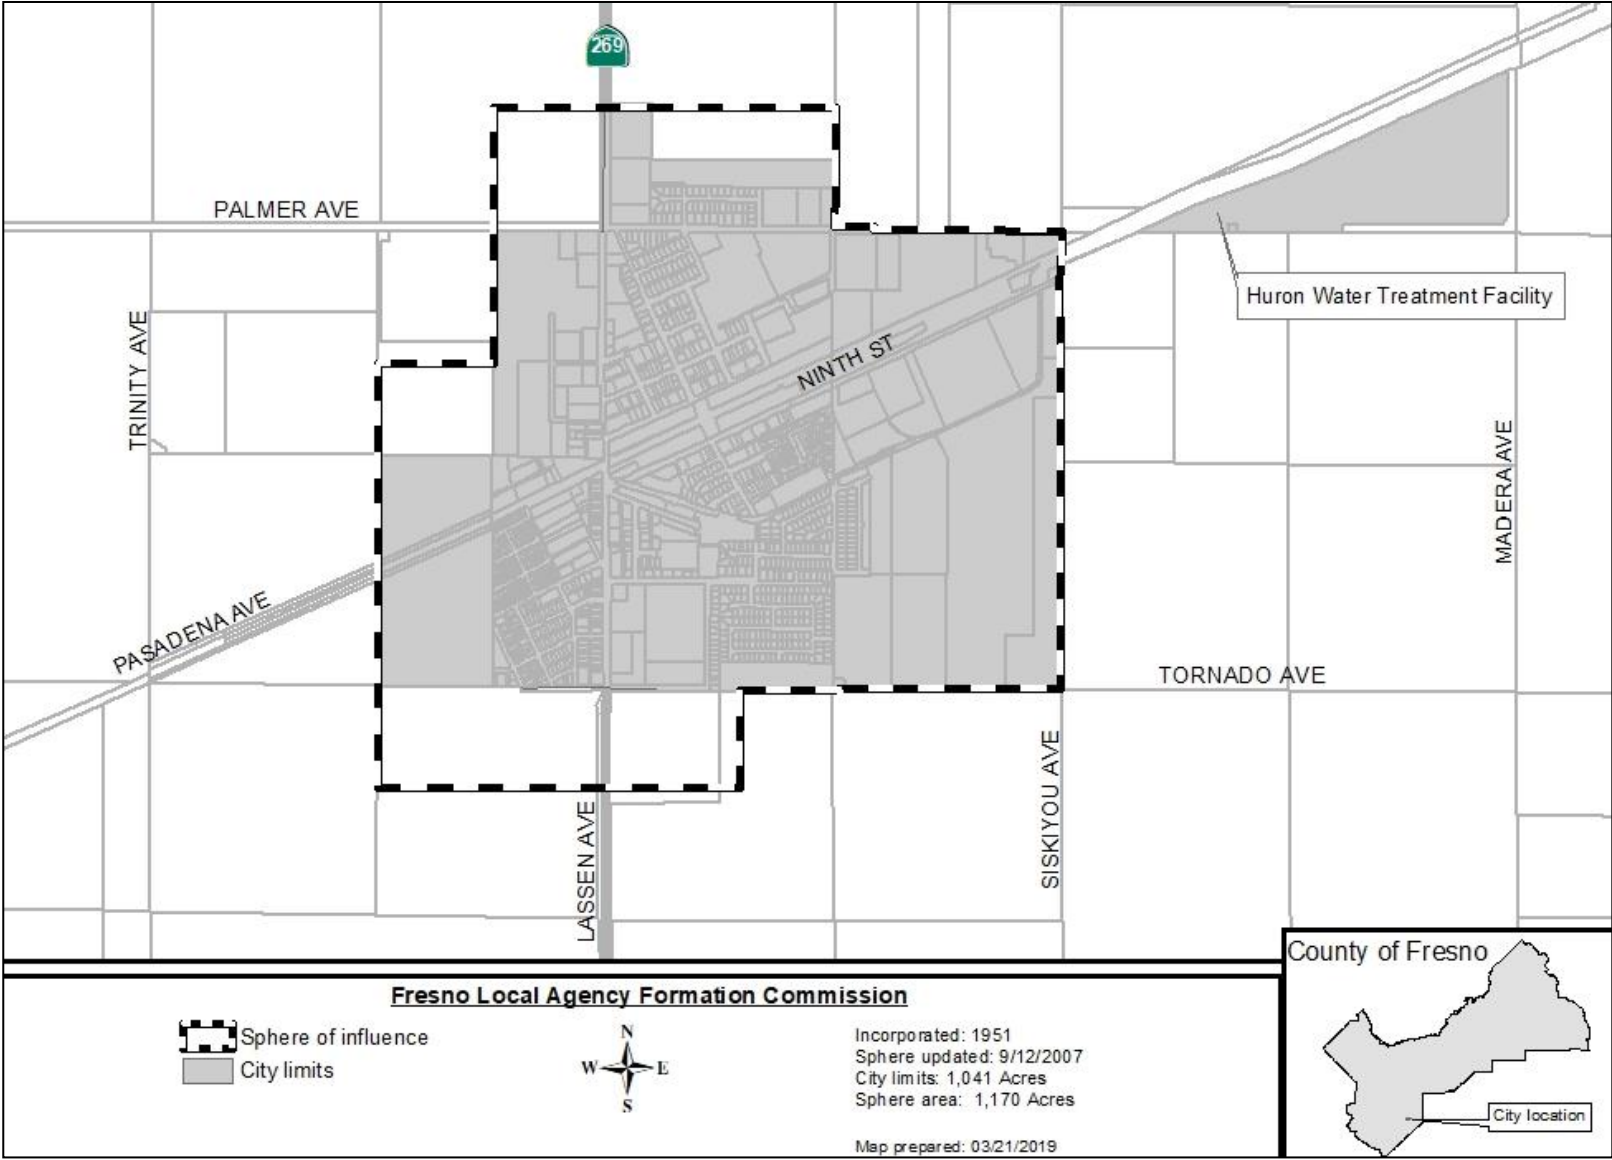 269
PALMER AVE
Huron Water Treatment Facility
TRINITY AVE
NINTH ST
MADERA AVE
PASADENA AVE
TORNADO AVE
SISKIYOU AVE
LASSEN AVE
County of Fresno
City location
Fresno Local Agency Formation Commission
Sphere of influence
City limits
N
W E
S
Incorporated: 1951
Sphere updated: 9/12/2007
City limits: 1,041 Acres
Sphere area: 1,170 Acres
Map prepared: 03/21/2019